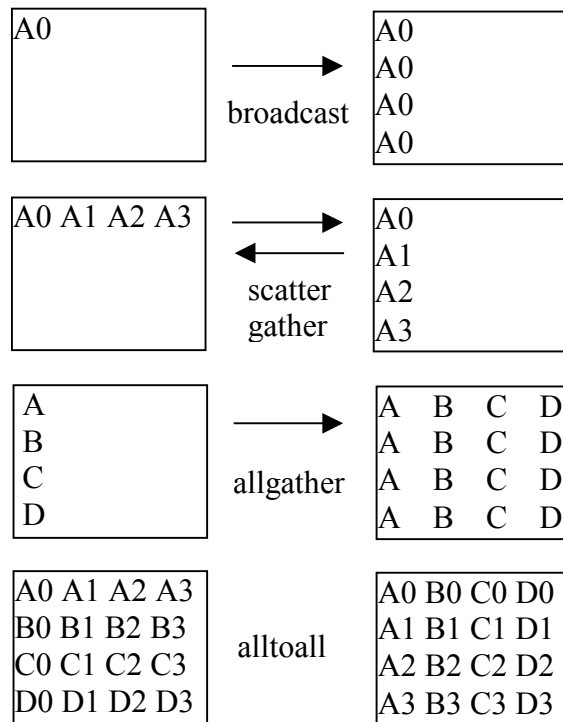 A0
A0
A0
A0
A0
broadcast
A0 A1 A2 A3
A0
A1
A2
A3
scatter
gather
A
B
C
D
A B C D
A B C D
A B C D
A B C D
allgather
A0 A1 A2 A3
B0 B1 B2 B3
C0 C1 C2 C3
D0 D1 D2 D3
alltoall
A0 B0 C0 D0
A1 B1 C1 D1
A2 B2 C2 D2
A3 B3 C3 D3